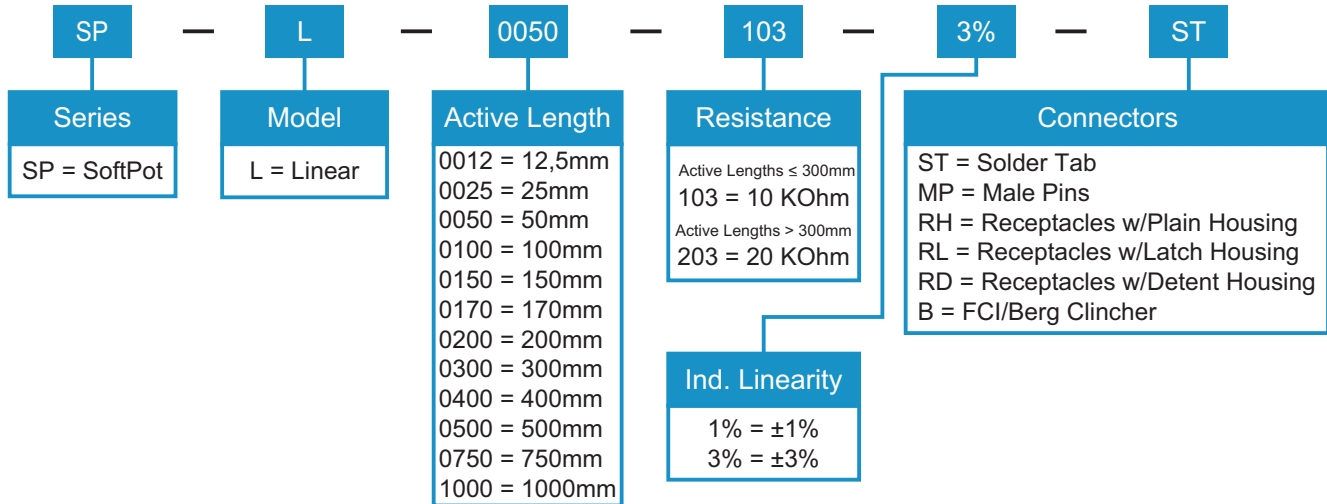 SP — L — 0050 — 103 — 3% — ST
Series
SP = SoftPot
Model
L = Linear
Active Length
0012 = 12,5mm
0025 = 25mm
0050 = 50mm
0100 = 100mm
0150 = 150mm
0170 = 170mm
0200 = 200mm
0300 = 300mm
0400 = 400mm
0500 = 500mm
0750 = 750mm
1000 = 1000mm
Resistance
Active Lengths ≤ 300mm
103 = 10 KOhm
Active Lengths > 300mm
203 = 20 KOhm
Ind. Linearity
1% = ±1%
3% = ±3%
Connectors
ST = Solder Tab
MP = Male Pins
RH = Receptacles w/Plain Housing
RL = Receptacles w/Latch Housing
RD = Receptacles w/Detent Housing
B = FCI/Berg Clincher